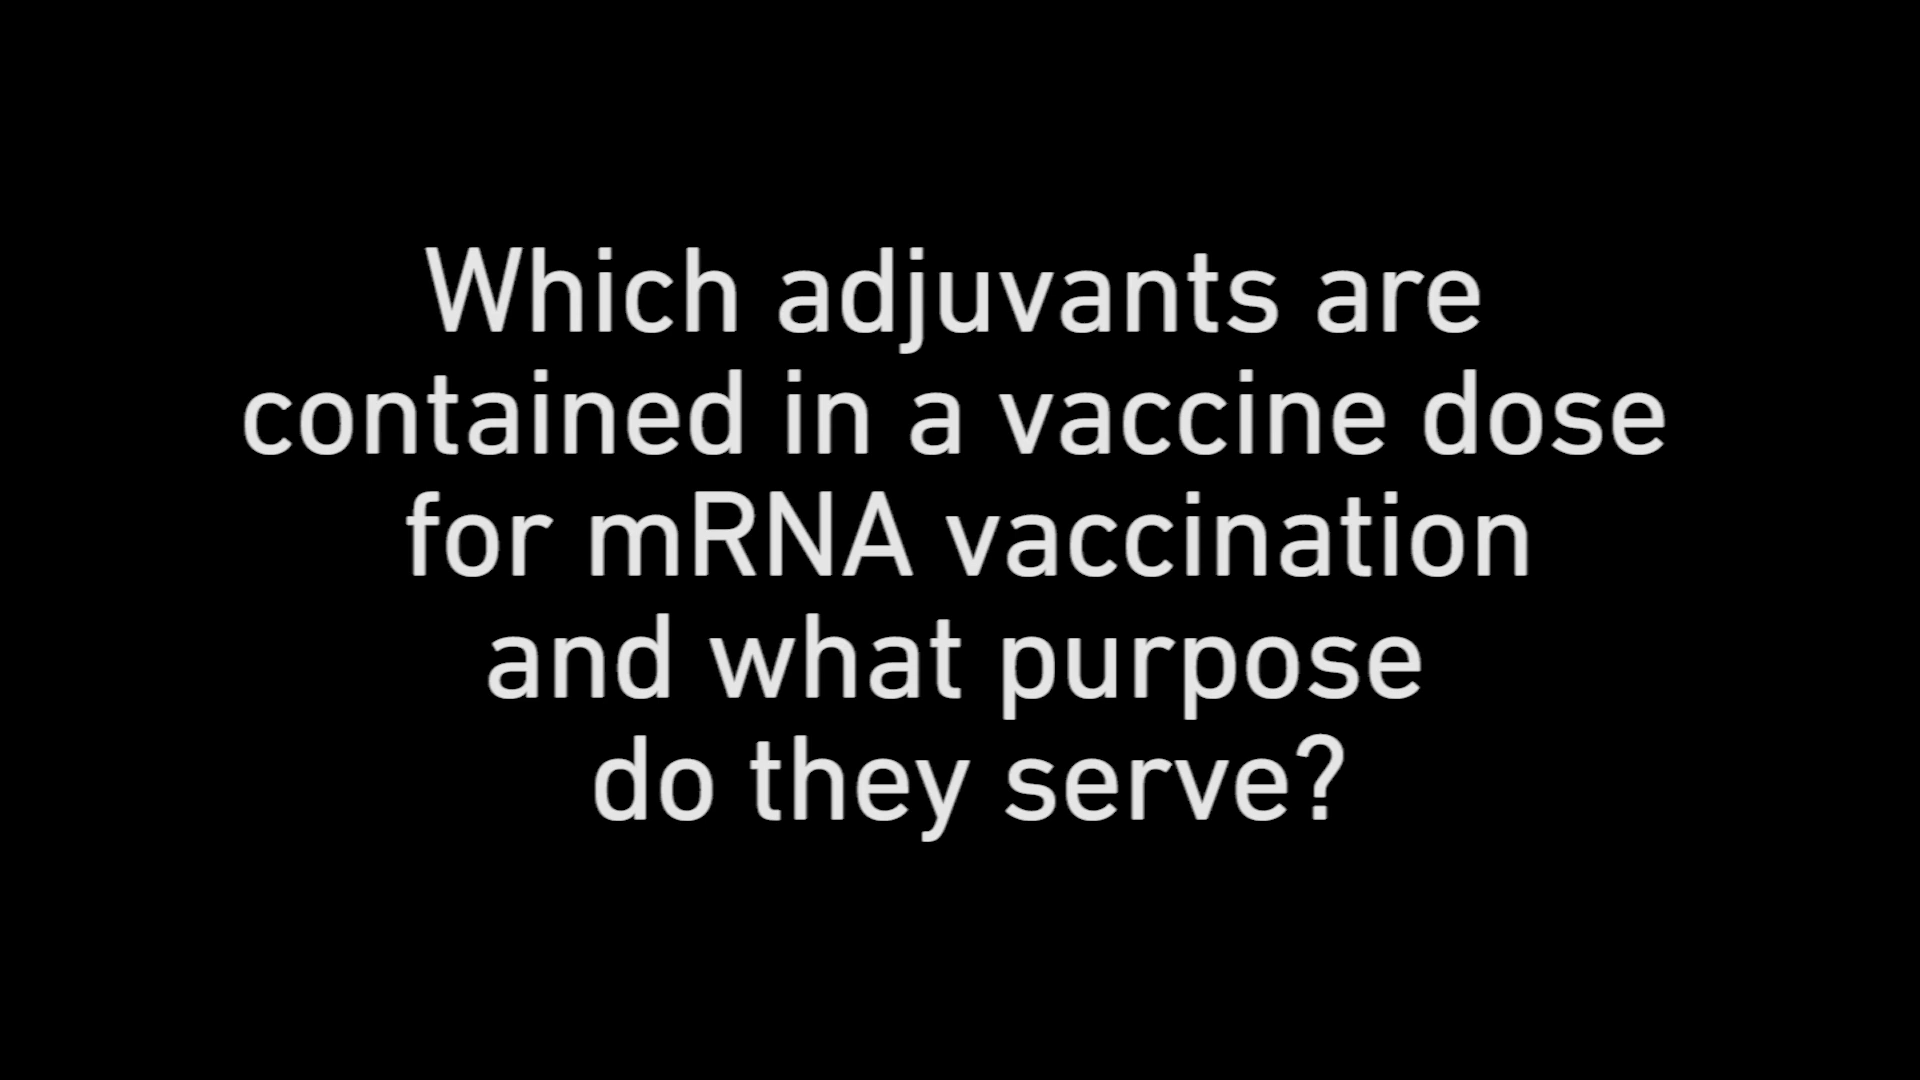 Which adjuvants are
contained in a vaccine dose
for mRNA vaccination
and what purpose
do they serve?